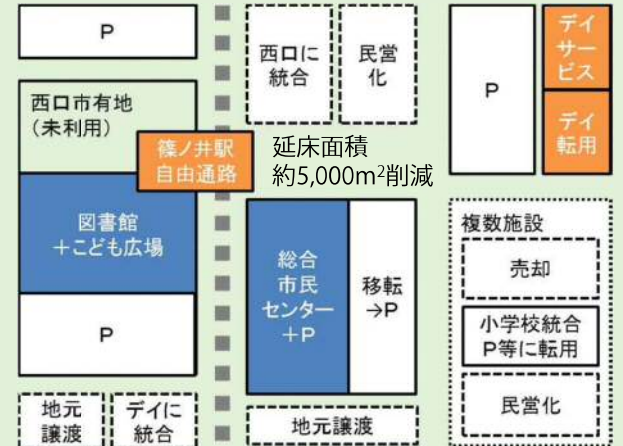 P
西口市有地
(未利用)
篠ノ井駅
自由通路
図書館
+こども広場
P
地元
譲渡
デイに
統合
西口に
統合
民営
化
延床面積
約5,000m²削減
総合
市民
センター
+P
移転
→P
地元譲渡
P
デイ
サー
ビス
デイ
転用
複数施設
売却
小学校統合
P等に転用
民営化